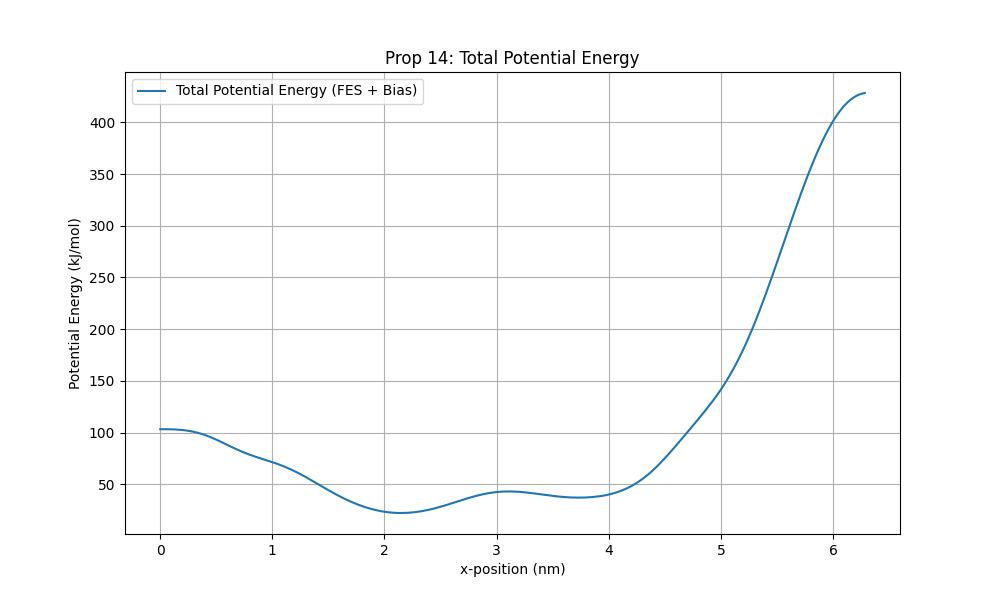 Prop 14: Total Potential Energy
Total Potential Energy (FES + Bias)
Potential Energy (kJ/mol)
400
350
300
250
200
150
100
50
0 1 2 3 4 5 6
x-position (nm)